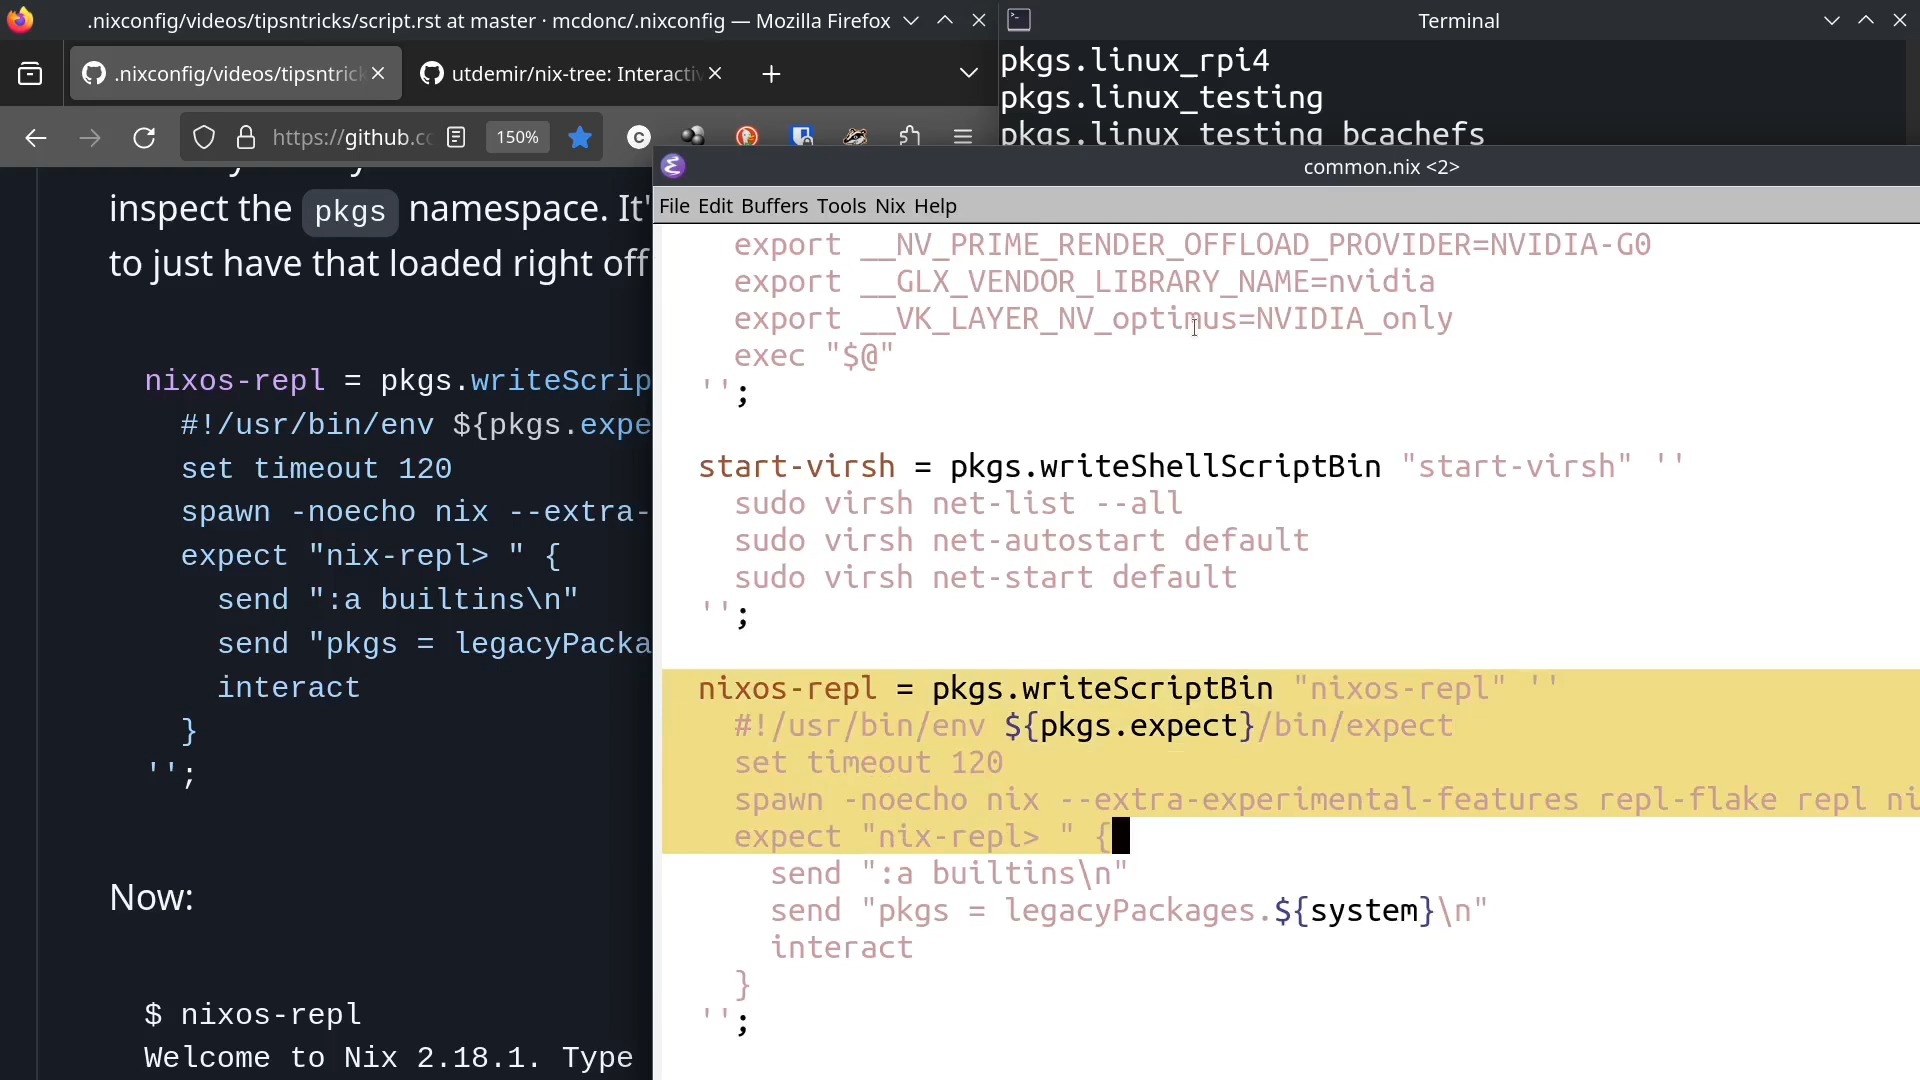 .nixconfig/videos/tipsntricks/script.rst at master · mcdonc/.nixconfig — Mozilla Firefox
.nixconfig/videos/tipsntrick
utdemir/nix-tree: Interacti
https://github.c
150%
inspect the pkgs namespace. It'
to just have that loaded right off
nixos-repl = pkgs.writeScrip
#!/usr/bin/env ${pkgs.expe
set timeout 120
spawn -noecho nix --extra-
expect "nix-repl> " {
send ":a builtins\n"
send "pkgs = legacyPacka
interact
}
'';
Now:
$ nixos-repl
Welcome to Nix 2.18.1. Type
Terminal
pkgs.linux_rpi4
pkgs.linux_testing
pkgs.linux_testing_bcachefs
common.nix <2>
File Edit Buffers Tools Nix Help
export __NV_PRIME_RENDER_OFFLOAD_PROVIDER=NVIDIA-G0
export __GLX_VENDOR_LIBRARY_NAME=nvidia
export __VK_LAYER_NV_optimus=NVIDIA_only
exec "$@"
'';
start-virsh = pkgs.writeShellScriptBin "start-virsh" ''
sudo virsh net-list --all
sudo virsh net-autostart default
sudo virsh net-start default
'';
nixos-repl = pkgs.writeScriptBin "nixos-repl" ''
#!/usr/bin/env ${pkgs.expect}/bin/expect
set timeout 120
spawn -noecho nix --extra-experimental-features repl-flake repl ni
expect "nix-repl> " {
send ":a builtins\n"
send "pkgs = legacyPackages.${system}\n"
interact
}
'';